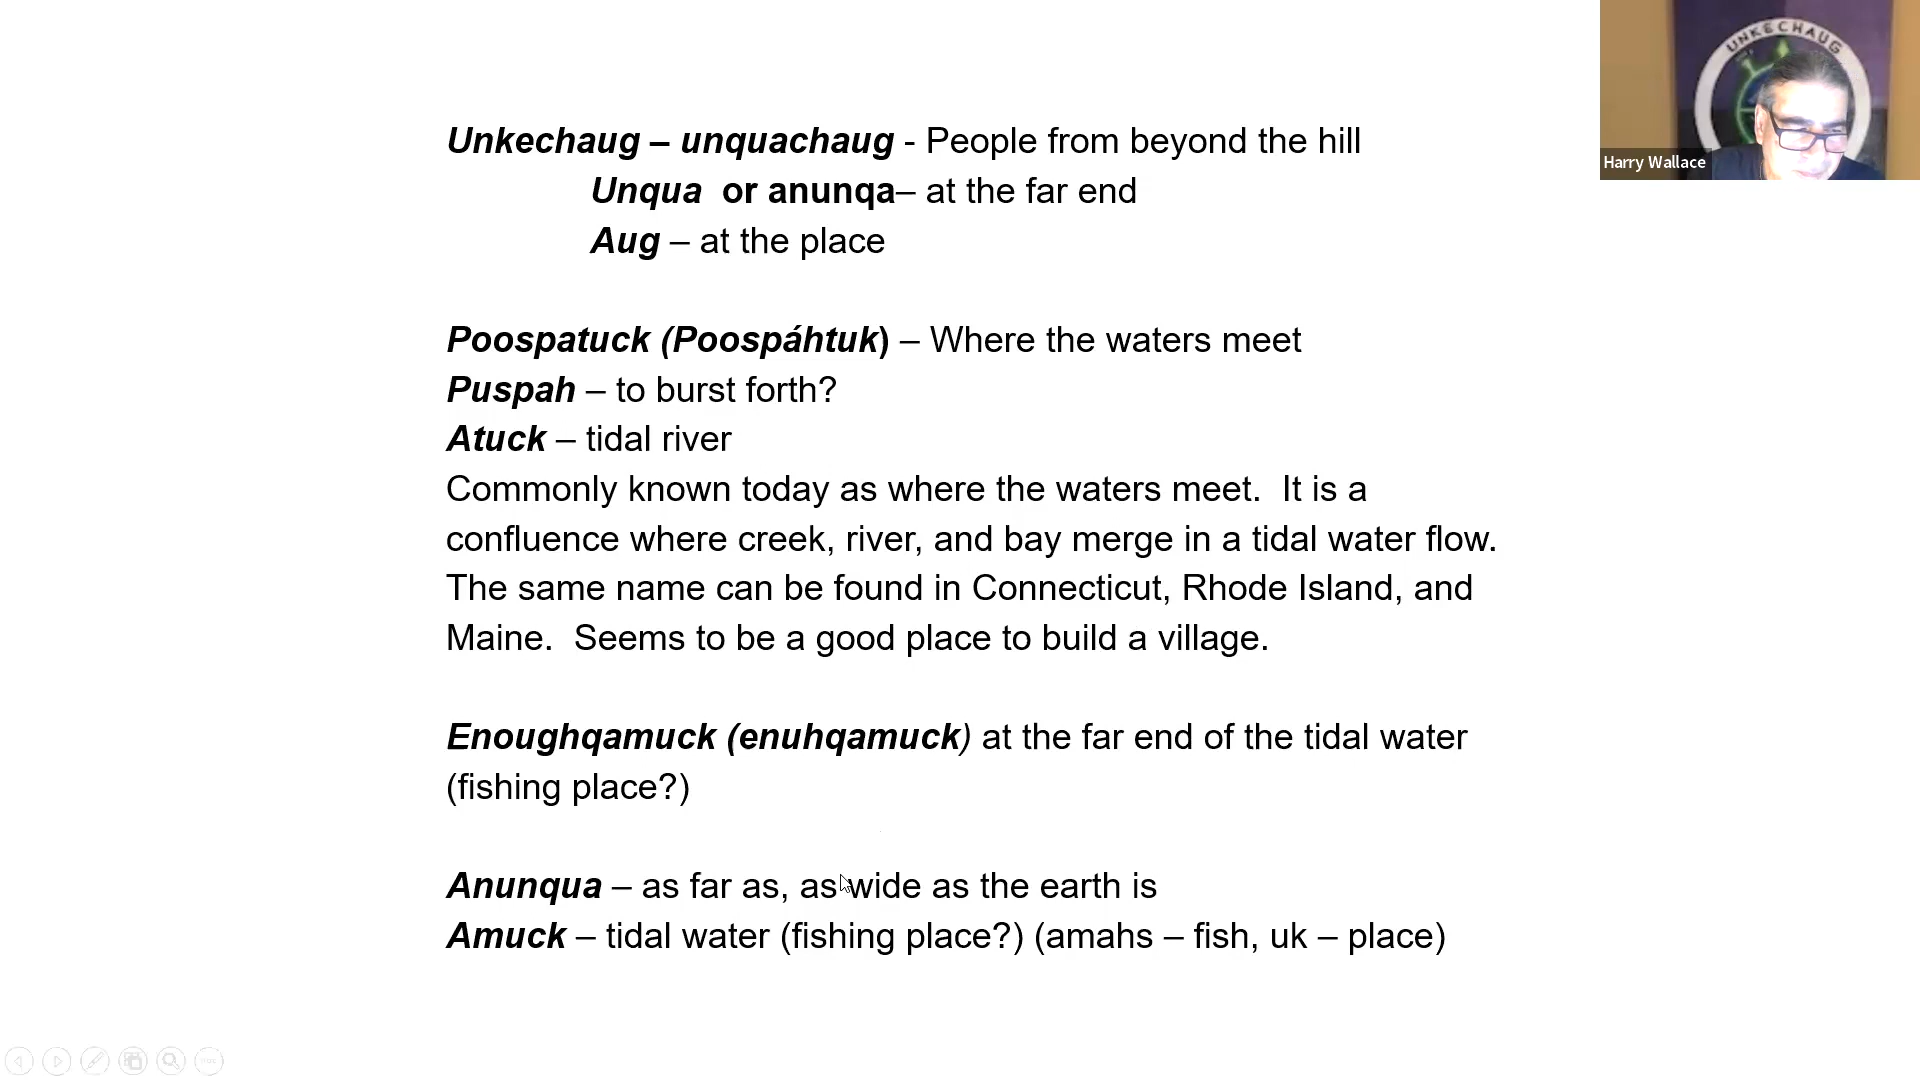 Unkechaug – unquachaug - People from beyond the hill
Unqua or anunqa– at the far end
Aug – at the place
Poospatuck (Poospáhtuk) – Where the waters meet
Puspah – to burst forth?
Atuck – tidal river
Commonly known today as where the waters meet. It is a
confluence where creek, river, and bay merge in a tidal water flow.
The same name can be found in Connecticut, Rhode Island, and
Maine. Seems to be a good place to build a village.
Enoughqamuck (enuhqamuck) at the far end of the tidal water
(fishing place?)
Anunqua – as far as, as wide as the earth is
Amuck – tidal water (fishing place?) (amahs – fish, uk – place)
UNKECHAUG
Harry Wallace